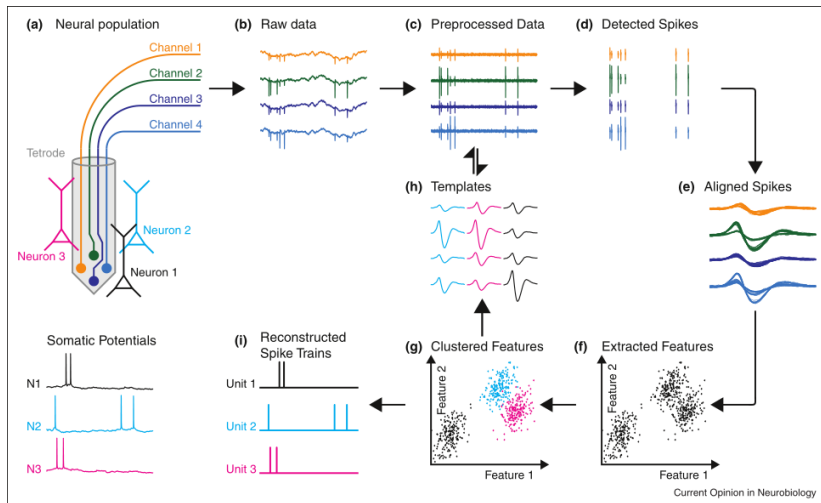 (a) Neural population
(b) Raw data
(c) Preprocessed Data
(d) Detected Spikes
Channel 1
Channel 2
Channel 3
Channel 4
Tetrode
Neuron 2
Neuron 3
Neuron 1
(h) Templates
(e) Aligned Spikes
Somatic Potentials
N1
N2
N3
(i) Reconstructed
Spike Trains
Unit 1
Unit 2
Unit 3
(g) Clustered Features
Feature 2
Feature 1
(f) Extracted Features
Feature 2
Feature 1
Current Opinion in Neurobiology